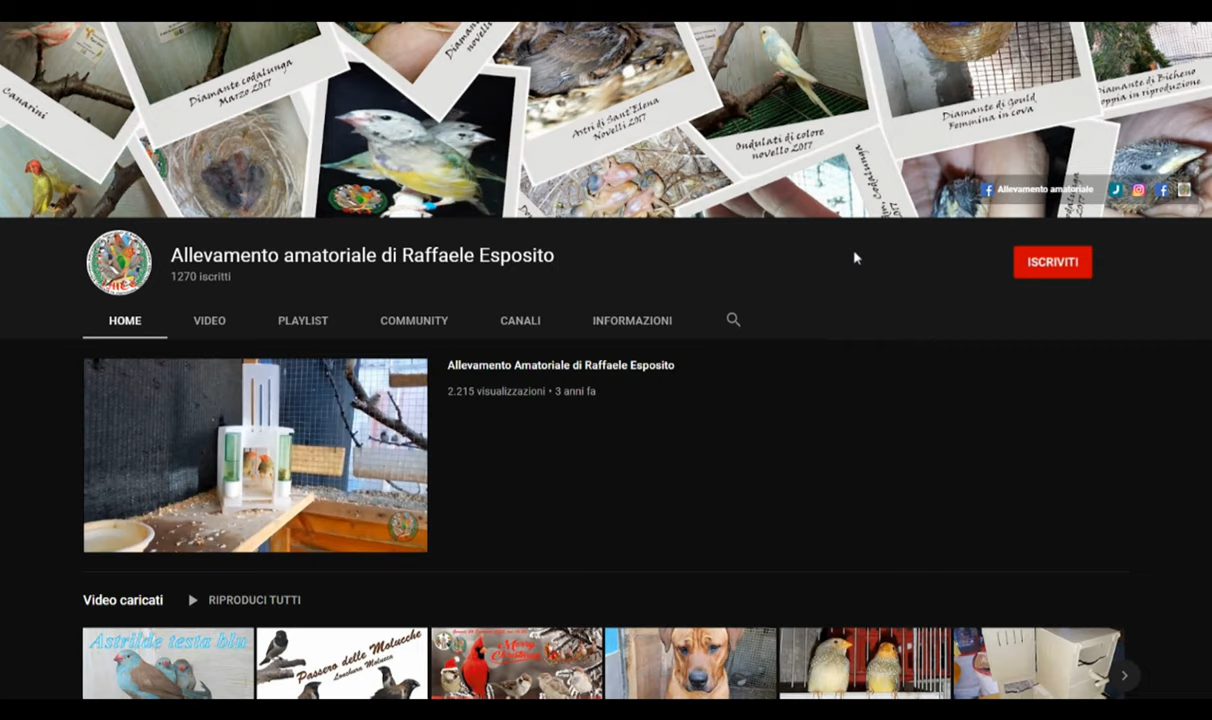 Canarini
Diamante codalunga
Marzo 2017
Astri di Sant'Elena
Novelli 2017
Ondulati di colore
novello 2017
Diamante di Gould
Femmina in cova
Diamante di Bicheno
oppia in riproduzione
Allevamento amatoriale
Allevamento amatoriale di Raffaele Esposito
1270 iscritti
ISCRIVITI
HOME VIDEO PLAYLIST COMMUNITY CANALI INFORMAZIONI
Allevamento Amatoriale di Raffaele Esposito
2.215 visualizzazioni • 3 anni fa
Video caricati RIPRODUCI TUTTI
Astrilde testa blu
Passero delle Molucche
Lonchura Molucca
Merry
Christmas